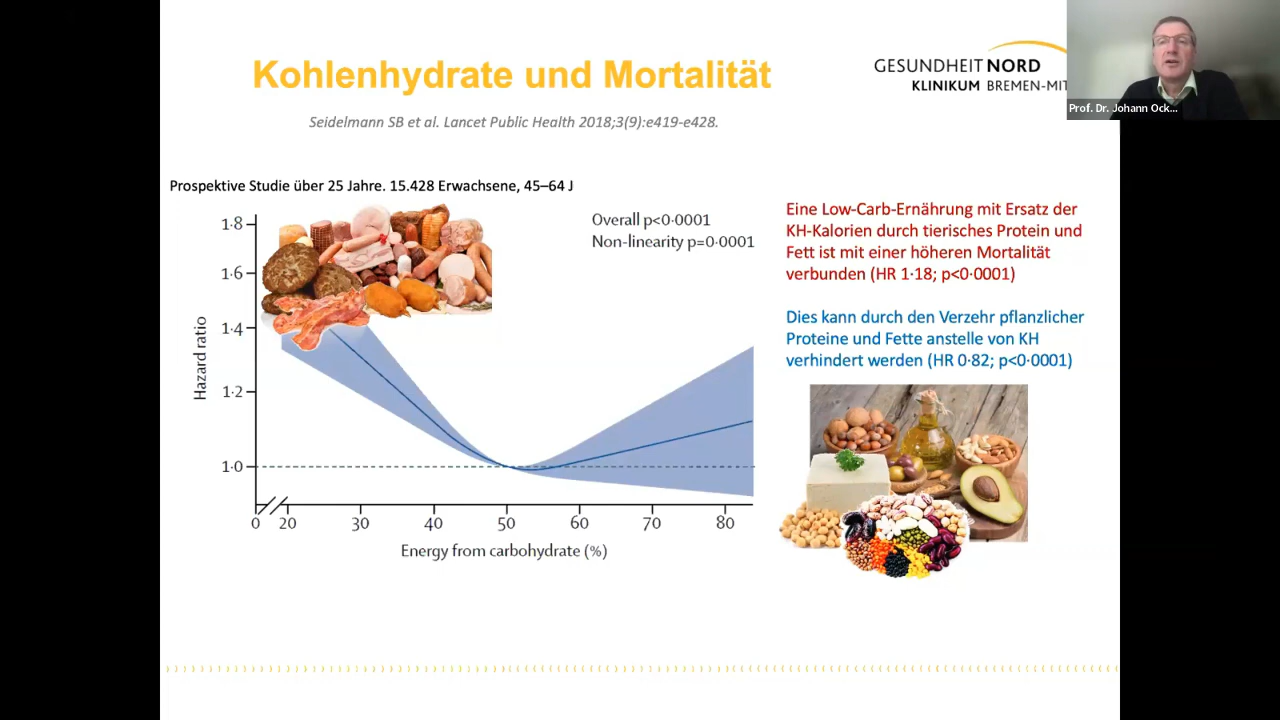 Kohlenhydrate und Mortalität
GESUNDHEIT NORD
KLINIKUM BREMEN-MIT
Prof. Dr. Johann Ock...
Seidelmann SB et al. Lancet Public Health 2018;3(9):e419-e428.
Prospektive Studie über 25 Jahre. 15.428 Erwachsene, 45–64 J
Overall p<0·0001
Non-linearity p=0·0001
Hazard ratio
1·8
1·6
1·4
1·2
1·0
0 20 30 40 50 60 70 80
Energy from carbohydrate (%)
Eine Low-Carb-Ernährung mit Ersatz der
KH-Kalorien durch tierisches Protein und
Fett ist mit einer höheren Mortalität
verbunden (HR 1·18; p<0·0001)
Dies kann durch den Verzehr pflanzlicher
Proteine und Fette anstelle von KH
verhindert werden (HR 0·82; p<0·0001)